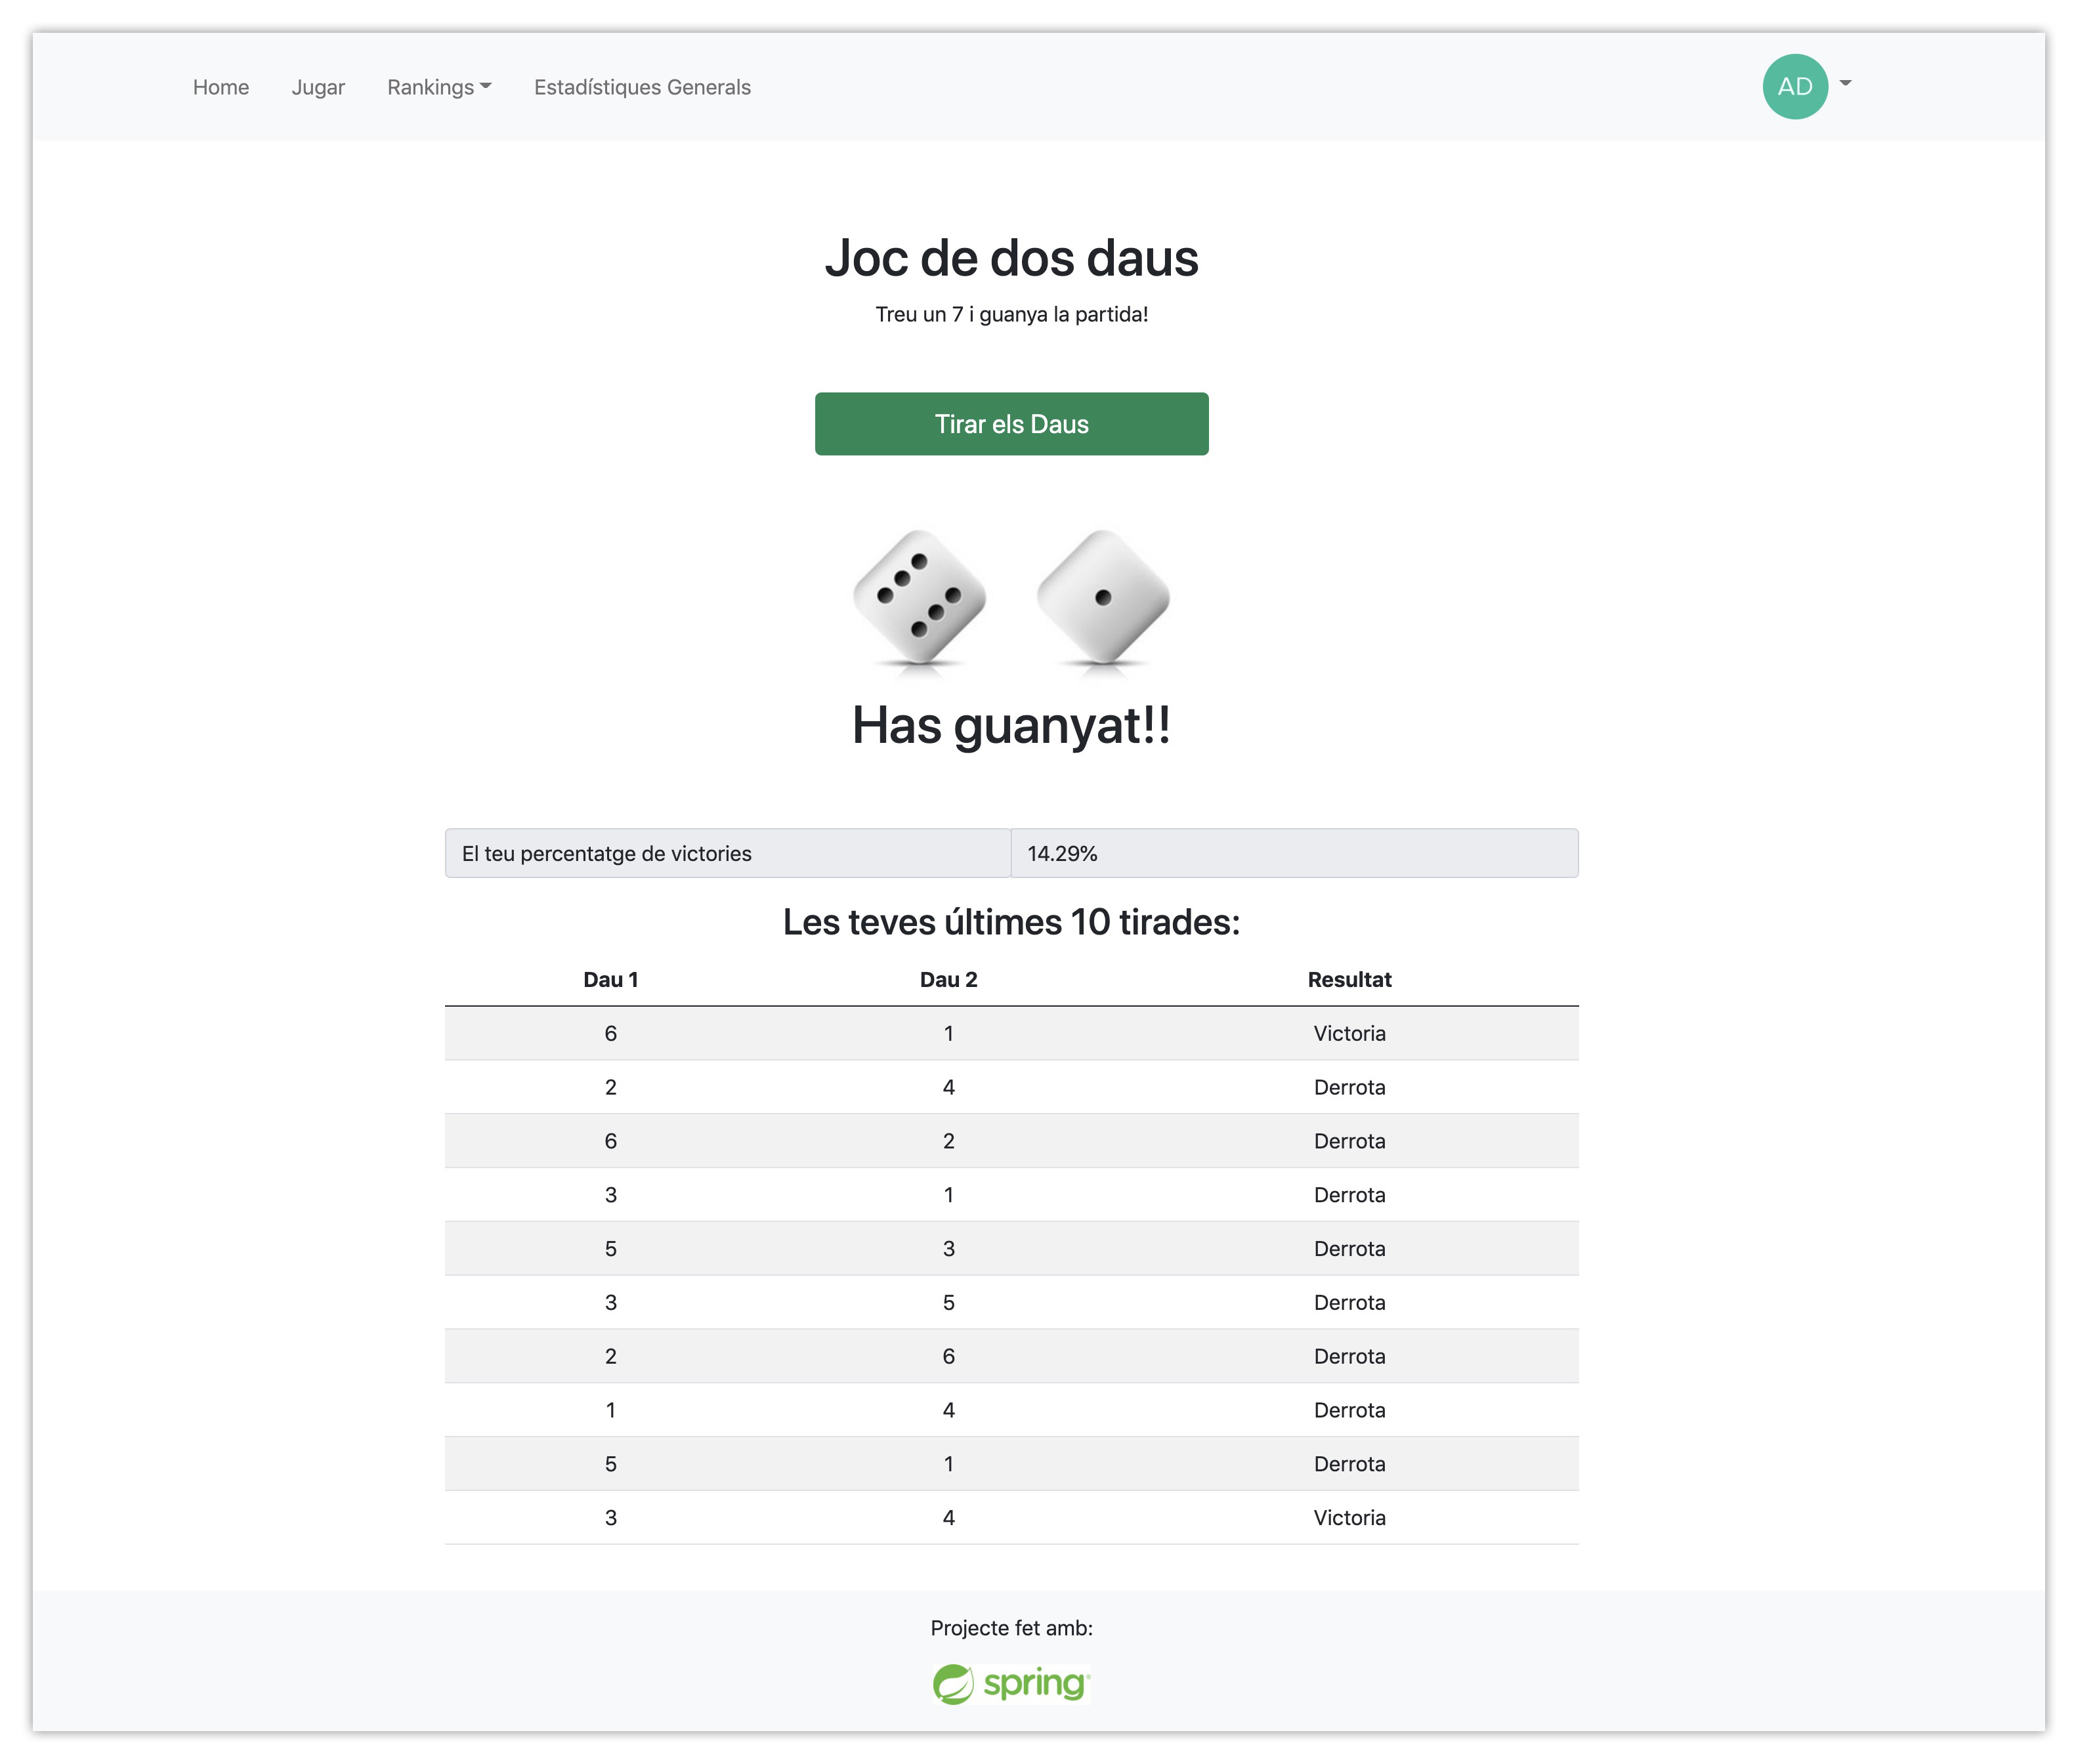 Home Jugar Rankings Estadístiques Generals AD
Joc de dos daus
Treu un 7 i guanya la partida!
Tirar els Daus
Has guanyat!!
El teu percentatge de victories 14.29%
Les teves últimes 10 tirades:
Dau 1 Dau 2 Resultat
6 1 Victoria
2 4 Derrota
6 2 Derrota
3 1 Derrota
5 3 Derrota
3 5 Derrota
2 6 Derrota
1 4 Derrota
5 1 Derrota
3 4 Victoria
Projecte fet amb:
spring